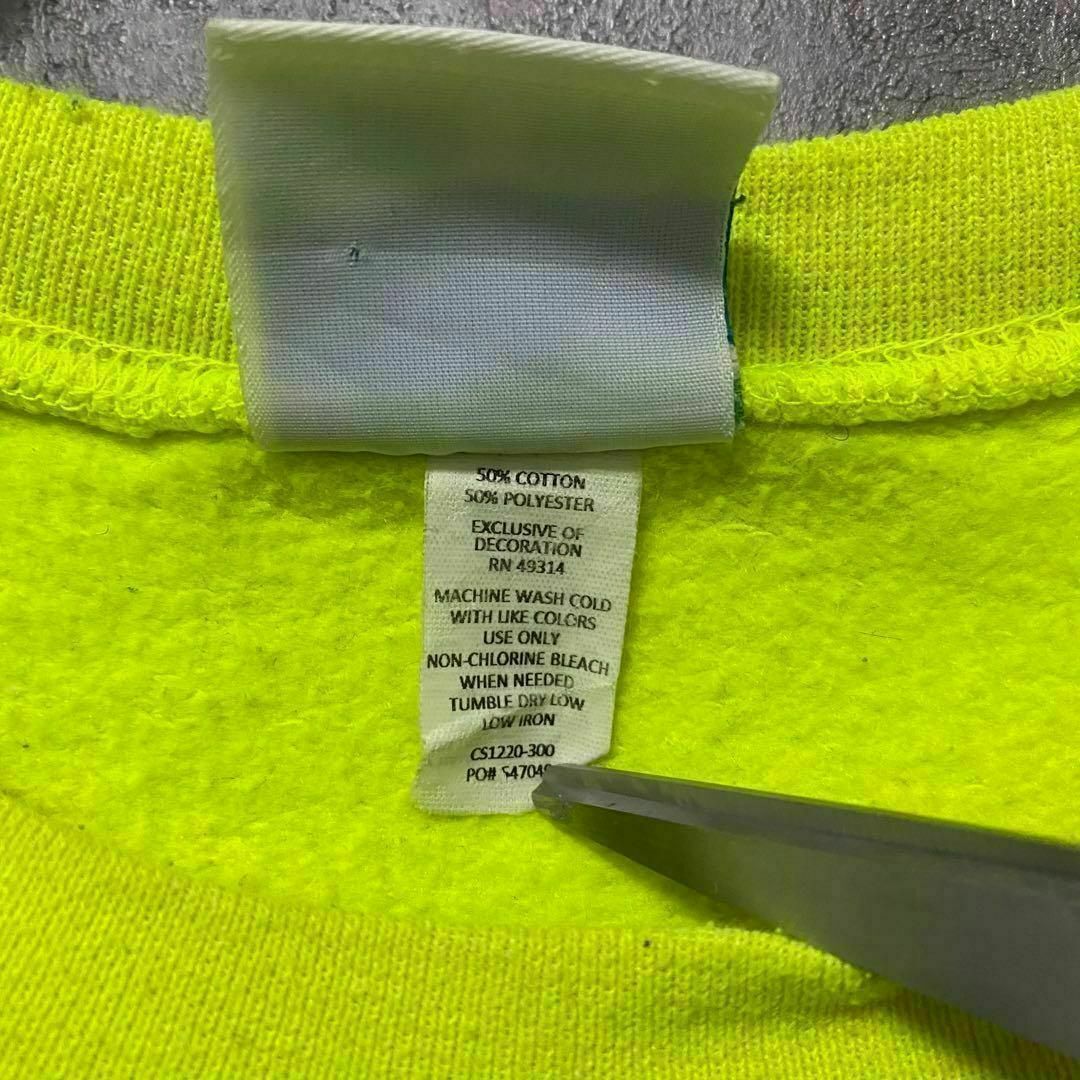 50% COTTON
50% POLYESTER
EXCLUSIVE OF
DECORATION
RN 49314
MACHINE WASH COLD
WITH LIKE COLORS
USE ONLY
NON-CHLORINE BLEACH
WHEN NEEDED
TUMBLE DRY LOW
LOW IRON
CS1220-300
PO#